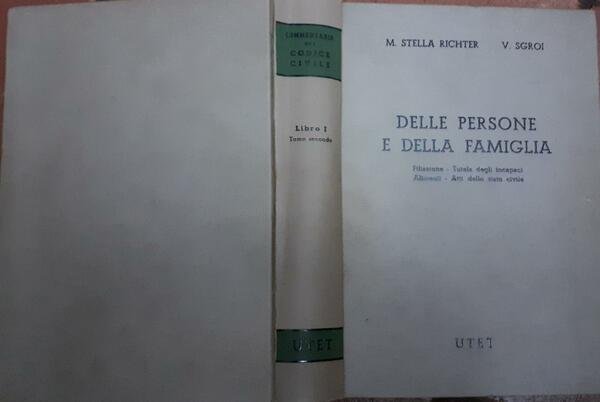 COMMENTARIO
DEL
CODICE
CIVILE
Libro I
Tomo secondo
UTET
M. STELLA RICHTER V. SGROI
DELLE PERSONE
E DELLA FAMIGLIA
Filiazione - Tutela degli incapaci
Alimenti - Atti dello stato civile
UTET